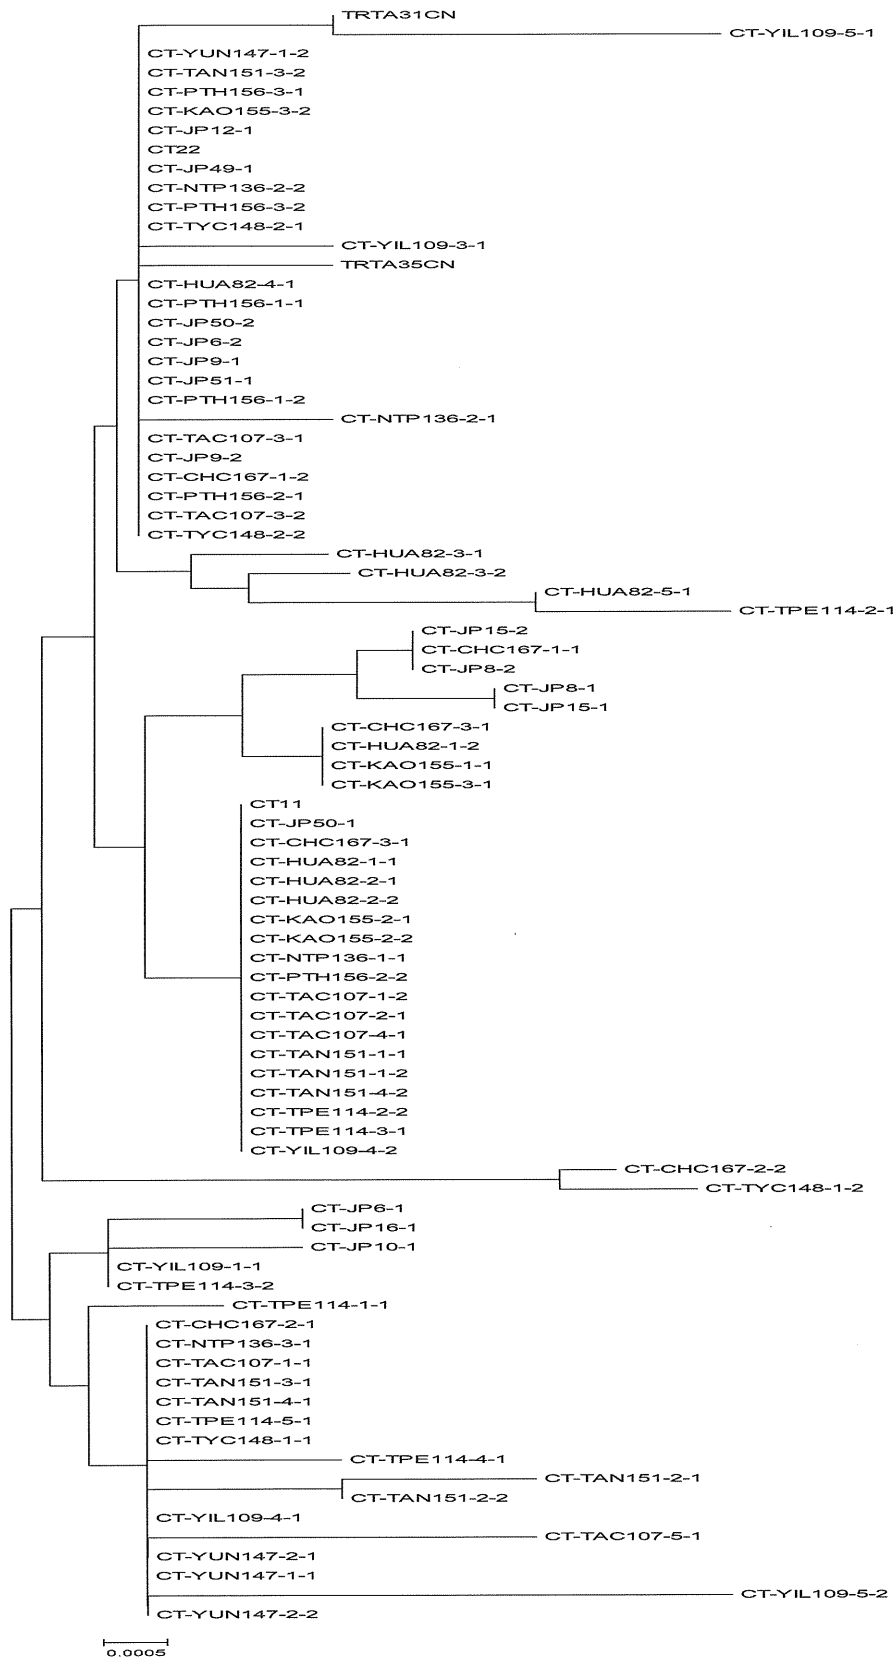 TRTA31CN
CT-YIL109-5-1
CT-YUN147-1-2
CT-TAN151-3-2
CT-PTH156-3-1
CT-KAO155-3-2
CT-JP12-1
CT22
CT-JP49-1
CT-NTP136-2-2
CT-PTH156-3-2
CT-TYC148-2-1
CT-YIL109-3-1
TRTA35CN
CT-HUA82-4-1
CT-PTH156-1-1
CT-JP50-2
CT-JP6-2
CT-JP9-1
CT-JP51-1
CT-PTH156-1-2
CT-NTP136-2-1
CT-TAC107-3-1
CT-JP9-2
CT-CHC167-1-2
CT-PTH156-2-1
CT-TAC107-3-2
CT-TYC148-2-2
CT-HUA82-3-1
CT-HUA82-3-2
CT-HUA82-5-1
CT-TPE114-2-1
CT-JP15-2
CT-CHC167-1-1
CT-JP8-2
CT-JP8-1
CT-JP15-1
CT-CHC167-3-1
CT-HUA82-1-2
CT-KAO155-1-1
CT-KAO155-3-1
CT11
CT-JP50-1
CT-CHC167-3-1
CT-HUA82-1-1
CT-HUA82-2-1
CT-HUA82-2-2
CT-KAO155-2-1
CT-KAO155-2-2
CT-NTP136-1-1
CT-PTH156-2-2
CT-TAC107-1-2
CT-TAC107-2-1
CT-TAC107-4-1
CT-TAN151-1-1
CT-TAN151-1-2
CT-TAN151-4-2
CT-TPE114-2-2
CT-TPE114-3-1
CT-YIL109-4-2
CT-CHC167-2-2
CT-TYC148-1-2
CT-JP6-1
CT-JP16-1
CT-JP10-1
CT-YIL109-1-1
CT-TPE114-3-2
CT-TPE114-1-1
CT-CHC167-2-1
CT-NTP136-3-1
CT-TAC107-1-1
CT-TAN151-3-1
CT-TAN151-4-1
CT-TPE114-5-1
CT-TYC148-1-1
CT-TPE114-4-1
CT-TAN151-2-1
CT-TAN151-2-2
CT-YIL109-4-1
CT-TAC107-5-1
CT-YUN147-2-1
CT-YUN147-1-1
CT-YIL109-5-2
CT-YUN147-2-2
0.0005